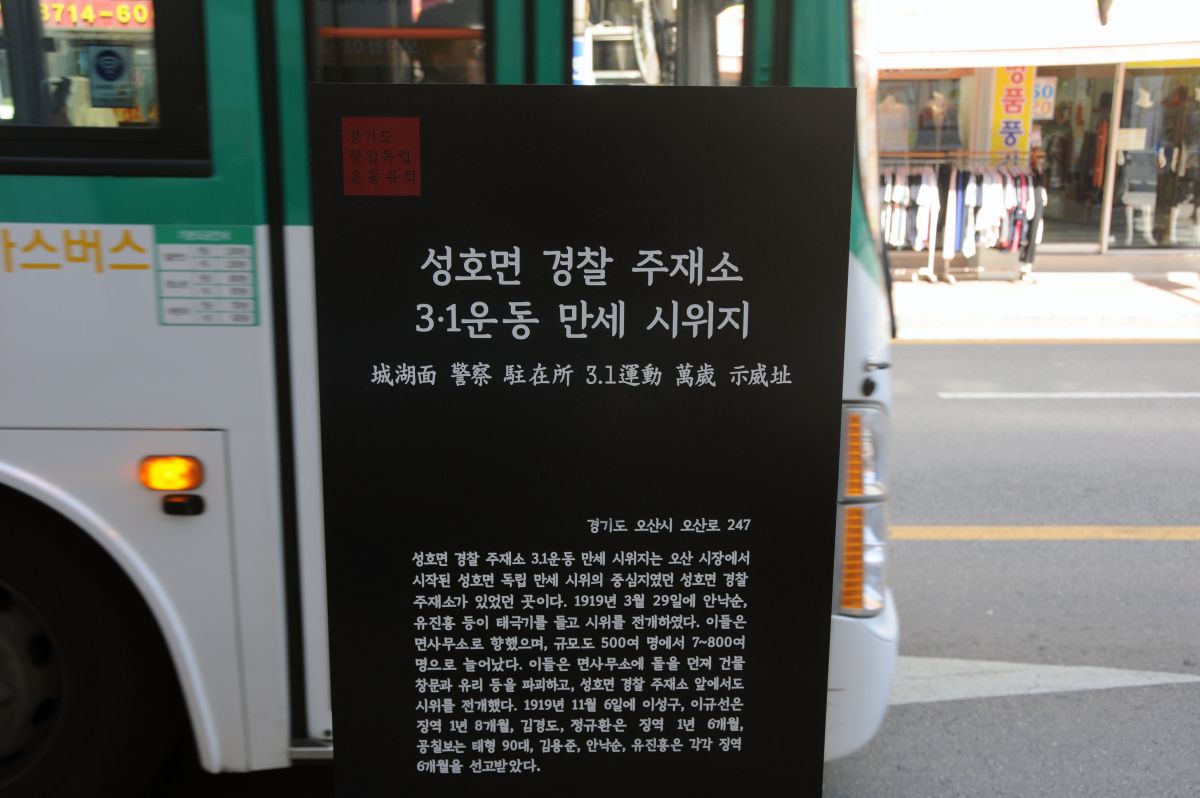 3714-60
경기도
항일독립
운동유적
성호면 경찰 주재소
3·1운동 만세 시위지
城湖面 警察 駐在所 3.1運動 萬歲 示威址
경기도 오산시 오산로 247
성호면 경찰 주재소 3.1운동 만세 시위지는 오산 시장에서
시작된 성호면 독립 만세 시위의 중심지였던 성호면 경찰
주재소가 있었던 곳이다. 1919년 3월 29일에 안낙순,
유진홍 등이 태극기를 들고 시위를 전개하였다. 이들은
면사무소로 향했으며, 규모도 500여 명에서 7~800여
명으로 늘어났다. 이들은 면사무소에 돌을 던져 건물
창문과 유리 등을 파괴하고, 성호면 경찰 주재소 앞에서도
시위를 전개했다. 1919년 11월 6일에 이성구, 이규선은
징역 1년 8개월, 김경도, 정규환은 징역 1년 6개월,
공칠보는 태형 90대, 김용준, 안낙순, 유진홍은 각각 징역
6개월을 선고받았다.
스버스
명품
50
20